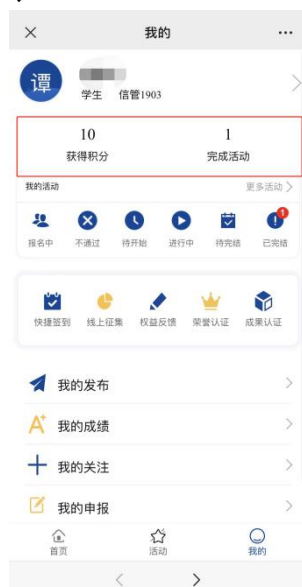 我的
谭
学生 信管1903
10 1
获得积分 完成活动
我的活动 更多活动
1
报名中 不通过 待开始 进行中 待完结 已完结
快捷签到 线上征集 权益反馈 荣誉认证 成果认证
我的发布
A+ 我的成绩
我的关注
我的申报
首页 活动 我的